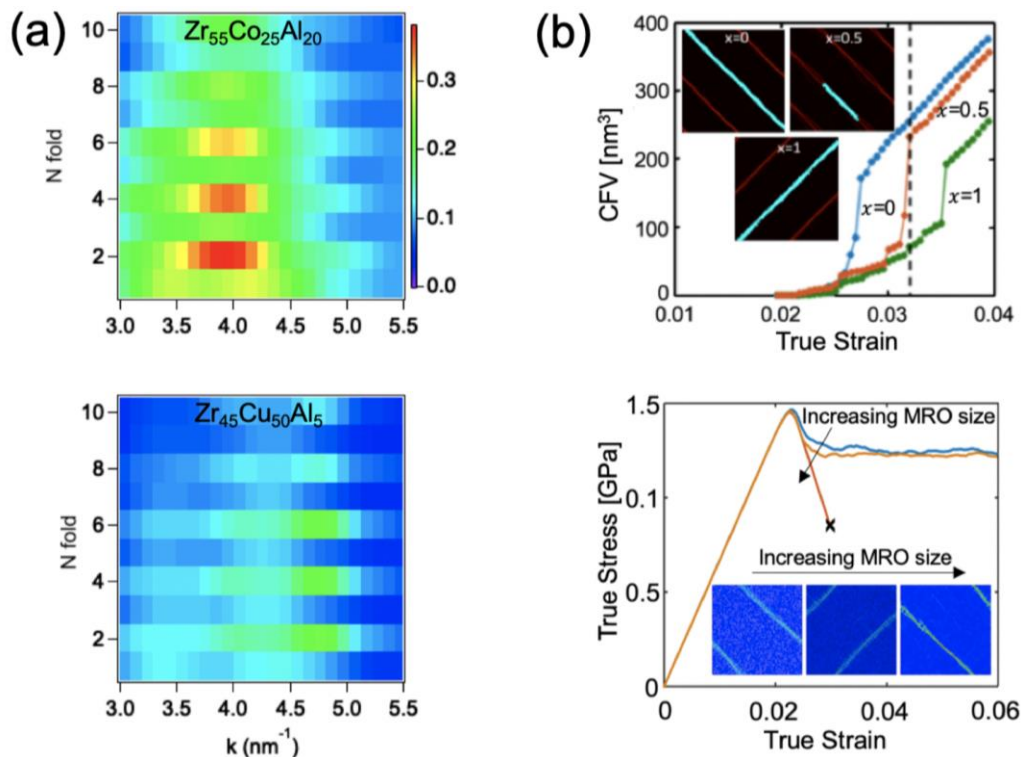 (a)
Zr55Co25Al20
10
8
6
4
2
N fold
0.3
0.2
0.1
0.0
3.0 3.5 4.0 4.5 5.0 5.5
Zr45Cu50Al5
10
8
6
4
2
N fold
3.0 3.5 4.0 4.5 5.0 5.5
k (nm-1)
(b)
400
300
200
100
0
CFV [nm3]
x=0
x=0.5
x=1
x=0
x=0.5
x=1
0.01 0.02 0.03 0.04
True Strain
1.5
0.1
0.5
0
True Stress [GPa]
Increasing MRO size
Increasing MRO size
0 0.02 0.04 0.06
True Strain